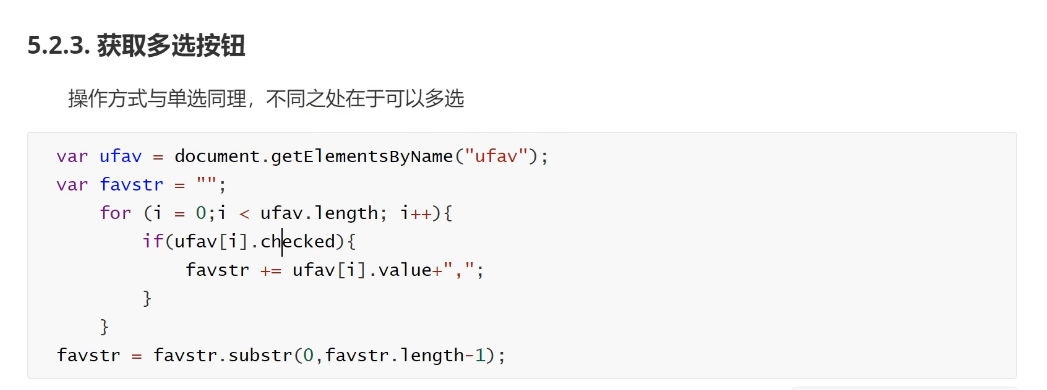 5.2.3. 获取多选按钮
操作方式与单选同理，不同之处在于可以多选
var ufav = document.getElementsByName("ufav");
var favstr = "";
    for (i = 0;i < ufav.length; i++){
        if(ufav[i].checked){
            favstr += ufav[i].value+",";
        }
    }
favstr = favstr.substr(0,favstr.length-1);